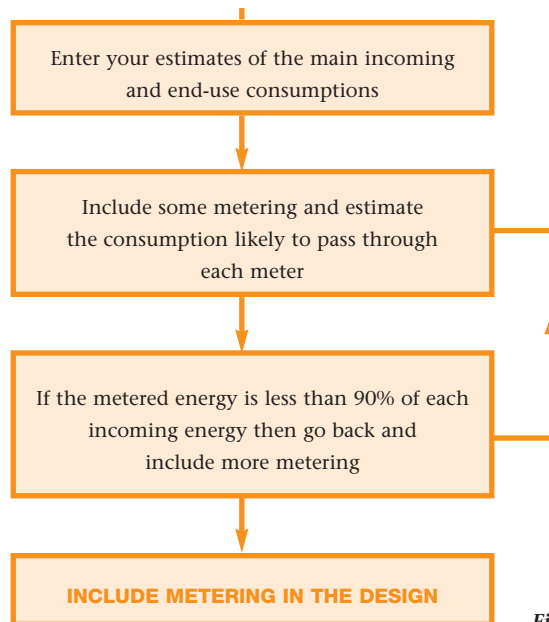 Enter your estimates of the main incoming
and end-use consumptions
Include some metering and estimate
the consumption likely to pass through
each meter
If the metered energy is less than 90% of each
incoming energy then go back and
include more metering
INCLUDE METERING IN THE DESIGN